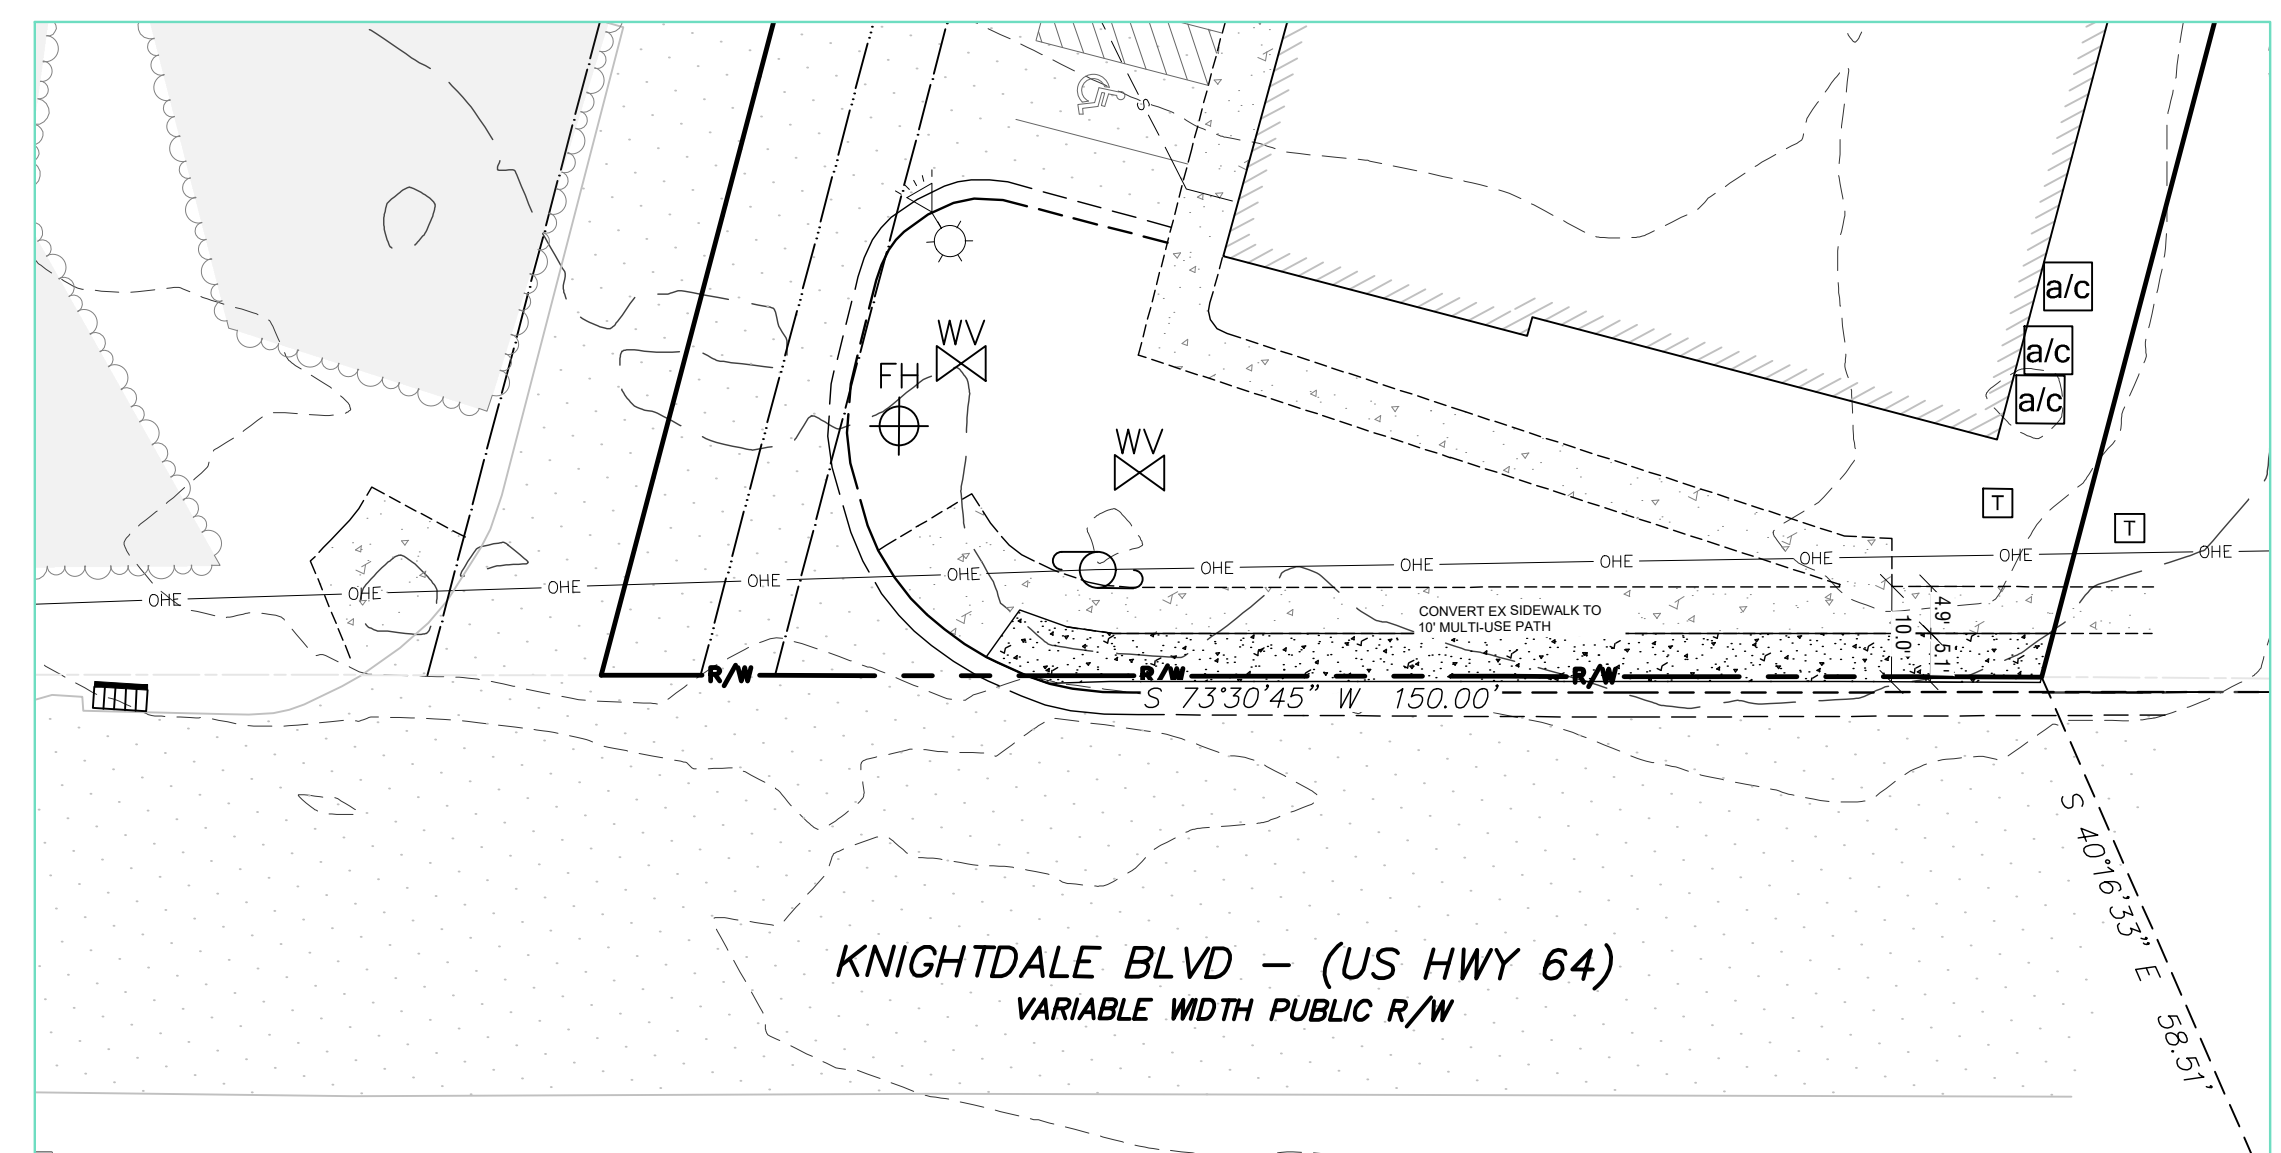 S
a/c
WV
a/c
FH
a/c
WV
T
T
OHE
OHE
OHE
OHE
OHE
OHE
OHE
OHE
OHE
OHE
OHE
CONVERT EX SIDEWALK TO
10' MULTI-USE PATH
4.9'
10.0'
5.1'
R/W
R/W
R/W
S 73°30'45" W 150.00'
S 40°16'33" E 58.51'
KNIGHTDALE BLVD – (US HWY 64)
VARIABLE WIDTH PUBLIC R/W